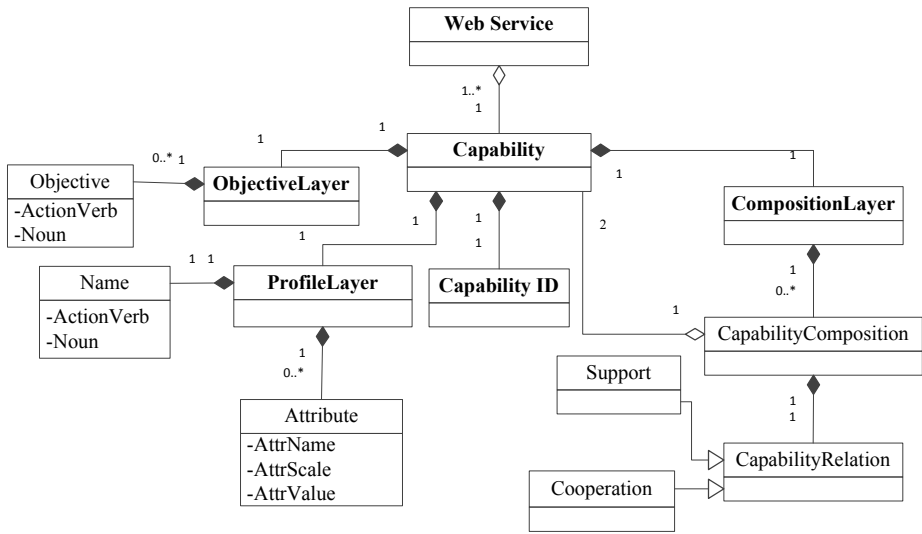 Web Service
1..*
1
1
1
Capability
1
1
0..*
1
Objective
-ActionVerb
-Noun
ObjectiveLayer
CompositionLayer
1
1
1
1
2
1
1
Name
-ActionVerb
-Noun
ProfileLayer
Capability ID
1
0..*
1
CapabilityComposition
1
0..*
Support
1
1
Attribute
-AttrName
-AttrScale
-AttrValue
CapabilityRelation
Cooperation